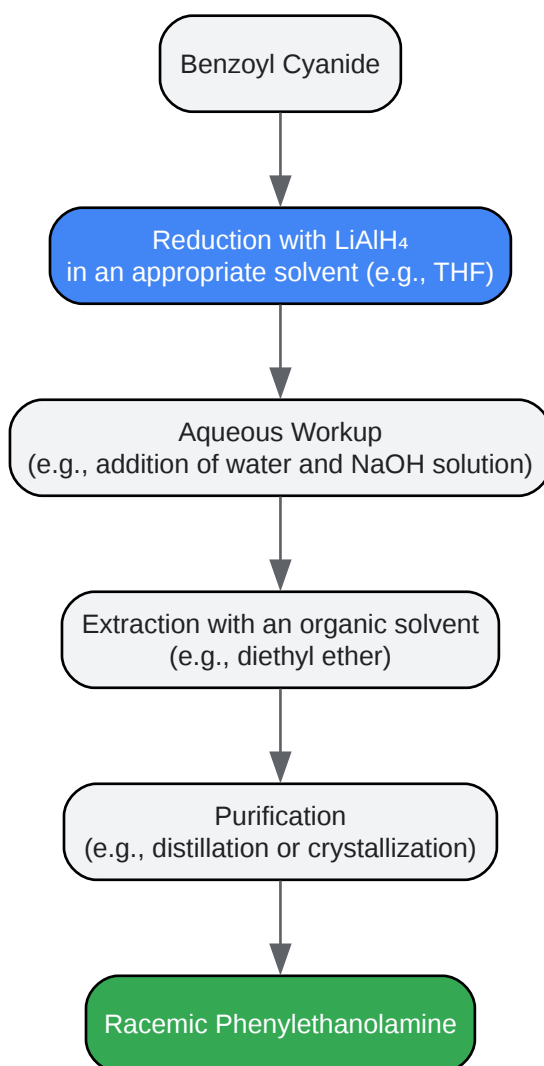 Benzoyl Cyanide
Reduction with LiAlH₄
in an appropriate solvent (e.g., THF)
Aqueous Workup
(e.g., addition of water and NaOH solution)
Extraction with an organic solvent
(e.g., diethyl ether)
Purification
(e.g., distillation or crystallization)
Racemic Phenylethanolamine